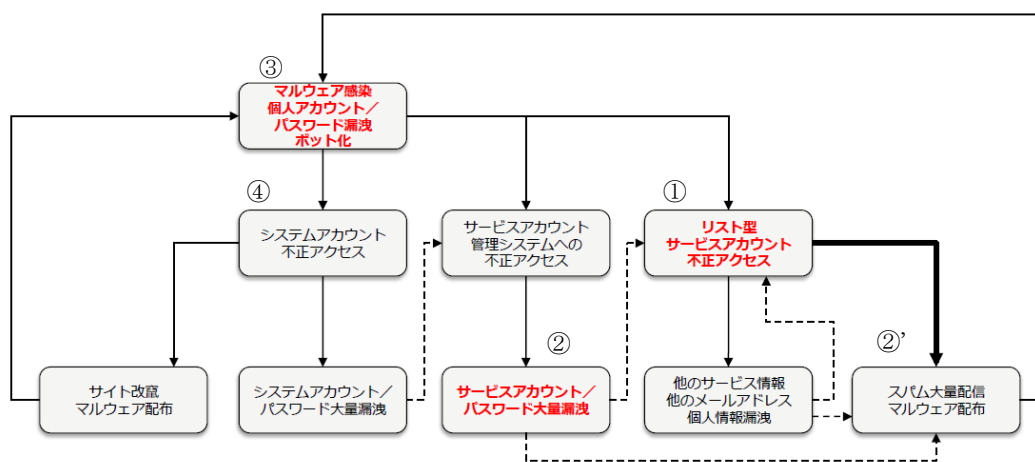 ③
マルウェア感染
個人アカウント／
パスワード漏洩
ボット化
④
システムアカウント
不正アクセス
サービスアカウント
管理システムへの
不正アクセス
①
リスト型
サービスアカウント
不正アクセス
サイト改竄
マルウェア配布
システムアカウント／
パスワード大量漏洩
②
サービスアカウント／
パスワード大量漏洩
他のサービス情報
他のメールアドレス
個人情報漏洩
②’
スパム大量配信
マルウェア配布